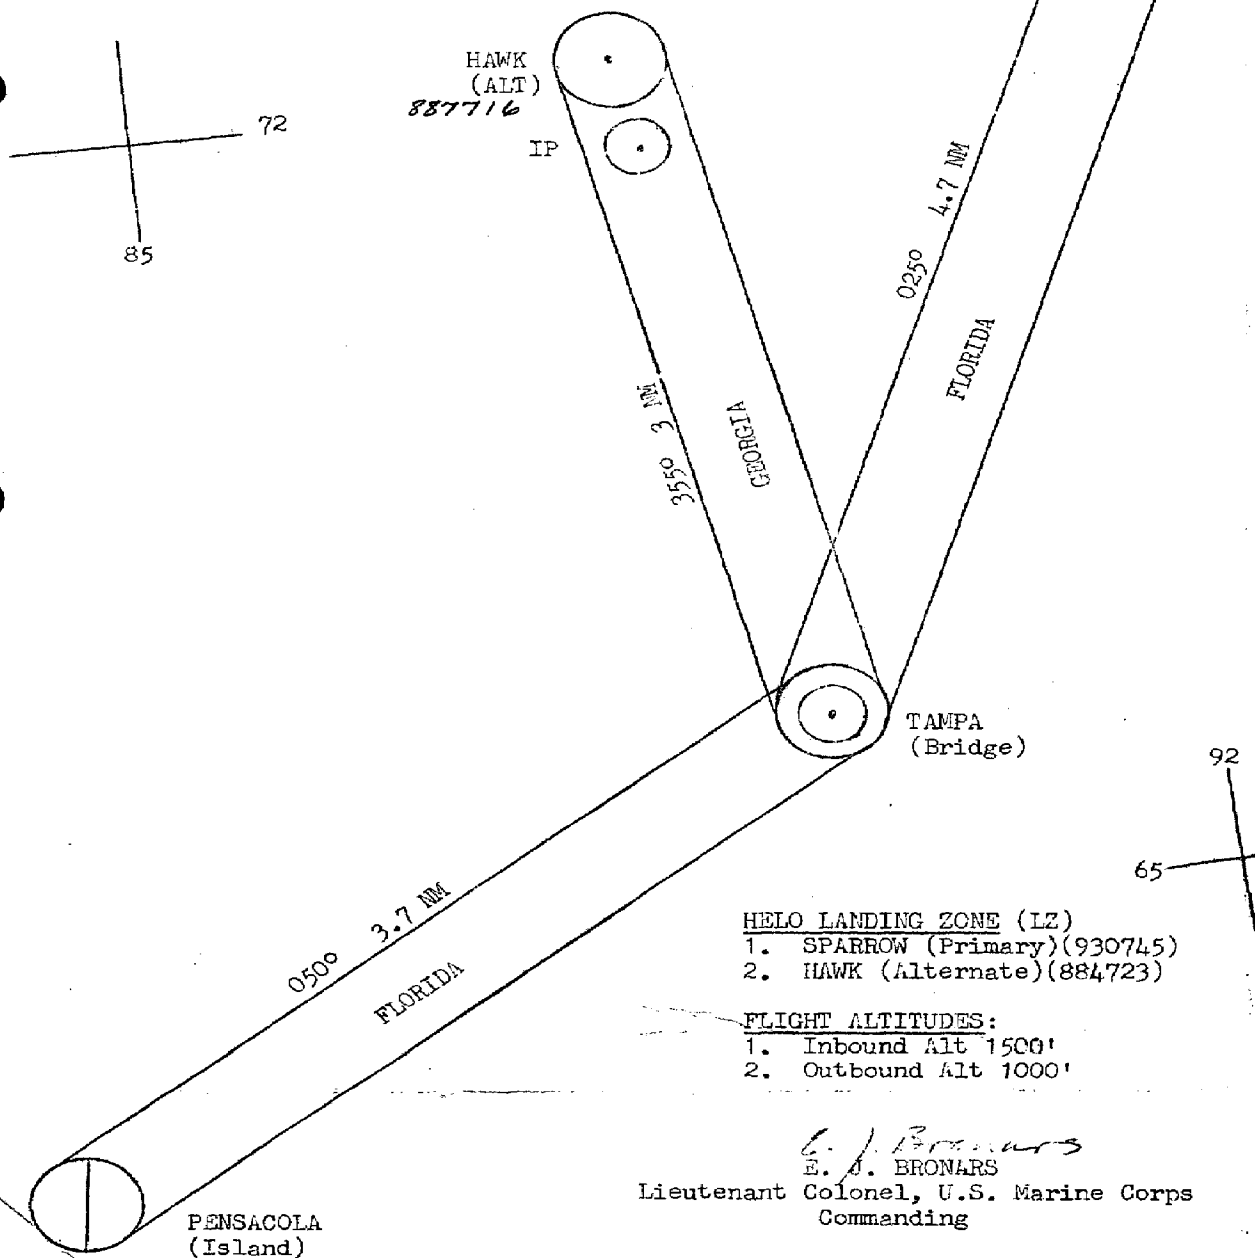 HAWK
(ALT)
887716
IP
72
85
025° 4.7 NM
FLORIDA
355° 3 NM
GEORGIA
TAMPA
(Bridge)
92
65
050° 3.7 NM
FLORIDA
HELO LANDING ZONE (LZ)
1. SPARROW (Primary)(930745)
2. HAWK (Alternate)(884723)
FLIGHT ALTITUDES:
1. Inbound Alt 1500'
2. Outbound Alt 1000'
E. J. Bronars
E. J. BRONARS
Lieutenant Colonel, U.S. Marine Corps
Commanding
PENSACOLA
(Island)